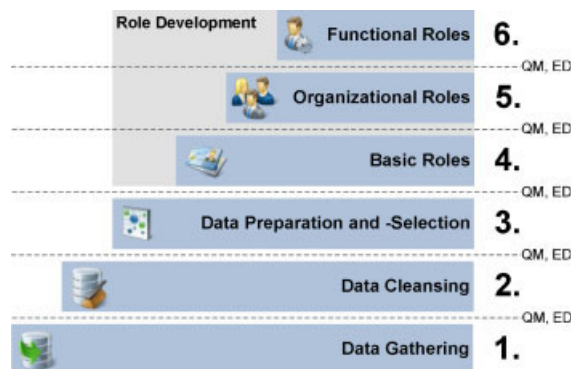 Role Development
Functional Roles 6.
QM, ED
Organizational Roles 5.
QM, ED
Basic Roles 4.
QM, ED
Data Preparation and -Selection 3.
QM, ED
Data Cleansing 2.
QM, ED
Data Gathering 1.